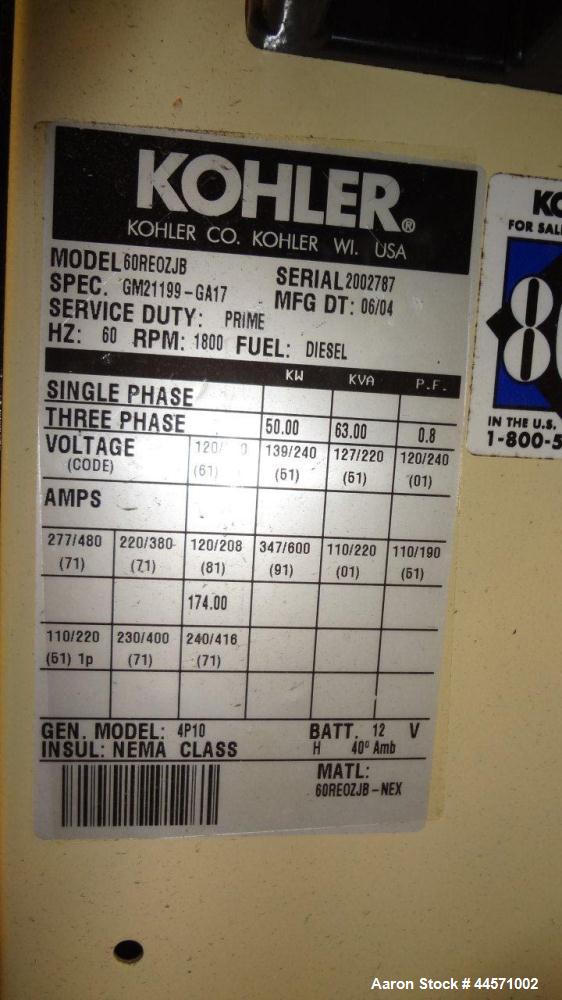 KOHLER®
KOHLER CO. KOHLER WI. USA
MODEL 60REOZJB SERIAL 2002787
SPEC. GM21199-GA17 MFG DT: 06/04
SERVICE DUTY: PRIME
HZ: 60 RPM: 1800 FUEL: DIESEL
KW KVA P.F.
SINGLE PHASE
THREE PHASE 50.00 63.00 0.8
VOLTAGE 139/240 127/220 120/240
(CODE) (61) (51) (51) (01)
AMPS
277/480 220/380 120/208 347/600 110/220 110/190
(71) (71) (81) (91) (01) (51)
174.00
110/220 230/400 240/416
(51) 1p (71) (71)
GEN. MODEL: 4P10 BATT. 12 V
INSUL: NEMA CLASS H 40° Amb
MATL:
60REOZJB-NEX
FOR
IN THE U.S.
1-800-5
Aaron Stock # 44571002